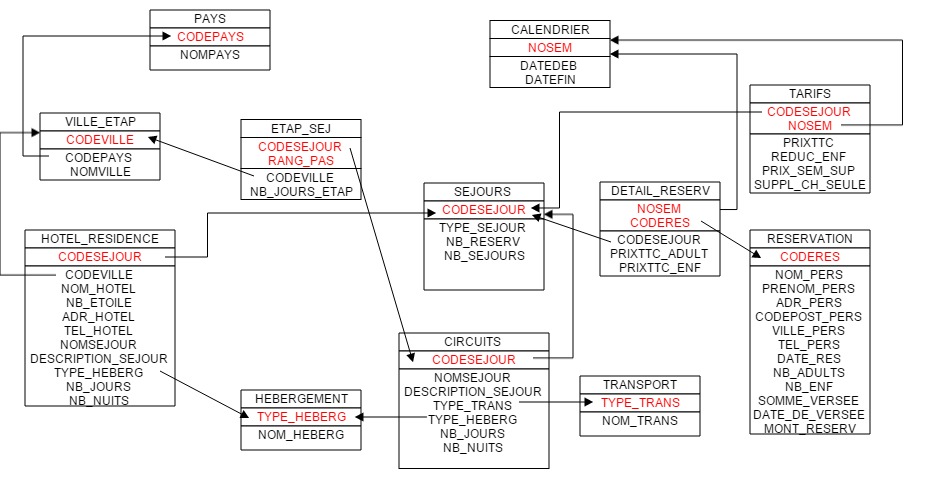 PAYS
CODEPAYS
NOMPAYS
CALENDRIER
NOSEM
DATEDEB
DATEFIN
TARIFS
CODESEJOUR
NOSEM
PRIXTTC
REDUC_ENF
PRIX_SEM_SUP
SUPPL_CH_SEULE
VILLE_ETAP
CODEVILLE
CODEPAYS
NOMVILLE
ETAP_SEJ
CODESEJOUR
RANG_PAS
CODEVILLE
NB_JOURS_ETAP
SEJOURS
CODESEJOUR
TYPE_SEJOUR
NB_RESERV
NB_SEJOURS
DETAIL_RESERV
NOSEM
CODERES
CODESEJOUR
PRIXTTC_ADULT
PRIXTTC_ENF
HOTEL_RESIDENCE
CODESEJOUR
CODEVILLE
NOM_HOTEL
NB_ETOILE
ADR_HOTEL
TEL_HOTEL
NOMSEJOUR
DESCRIPTION_SEJOUR
TYPE_HEBERG
NB_JOURS
NB_NUITS
RESERVATION
CODERES
NOM_PERS
PRENOM_PERS
ADR_PERS
CODEPOST_PERS
VILLE_PERS
TEL_PERS
DATE_RES
NB_ADULTS
NB_ENF
SOMME_VERSEE
DATE_DE_VERSEE
MONT_RESERV
CIRCUITS
CODESEJOUR
NOMSEJOUR
DESCRIPTION_SEJOUR
TYPE_TRANS
TYPE_HEBERG
NB_JOURS
NB_NUITS
HEBERGEMENT
TYPE_HEBERG
NOM_HEBERG
TRANSPORT
TYPE_TRANS
NOM_TRANS